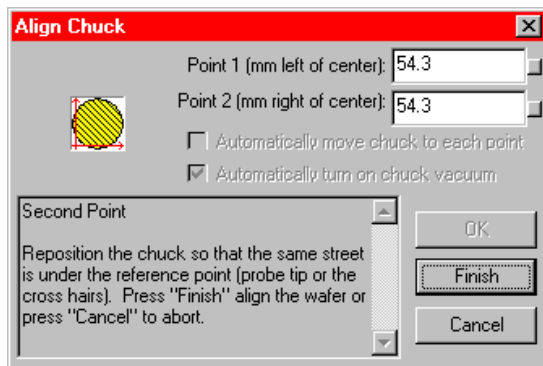 Align Chuck
Point 1 (mm left of center): 54.3
Point 2 (mm right of center): 54.3
Automatically move chuck to each point
Automatically turn on chuck vacuum
Second Point
Reposition the chuck so that the same street
is under the reference point (probe tip or the
cross hairs). Press "Finish" align the wafer or
press "Cancel" to abort.
OK
Finish
Cancel